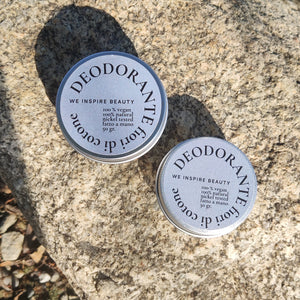 DEODORANTE fiori di cotone
WE INSPIRE BEAUTY
100 % vegan
100% natural
nickel tested
fatto a mano
50 gr.
DEODORANTE fiori di cotone
WE INSPIRE BEAUTY
100 % vegan
100% natural
nickel tested
fatto a mano
50 gr.